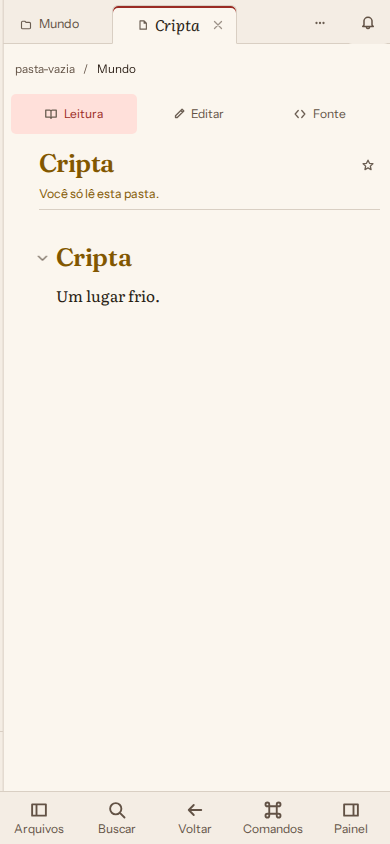 Mundo
Cripta
pasta-vazia / Mundo
Leitura
Editar
Fonte
Cripta
Você só lê esta pasta.
Cripta
Um lugar frio.
Arquivos
Buscar
Voltar
Comandos
Painel